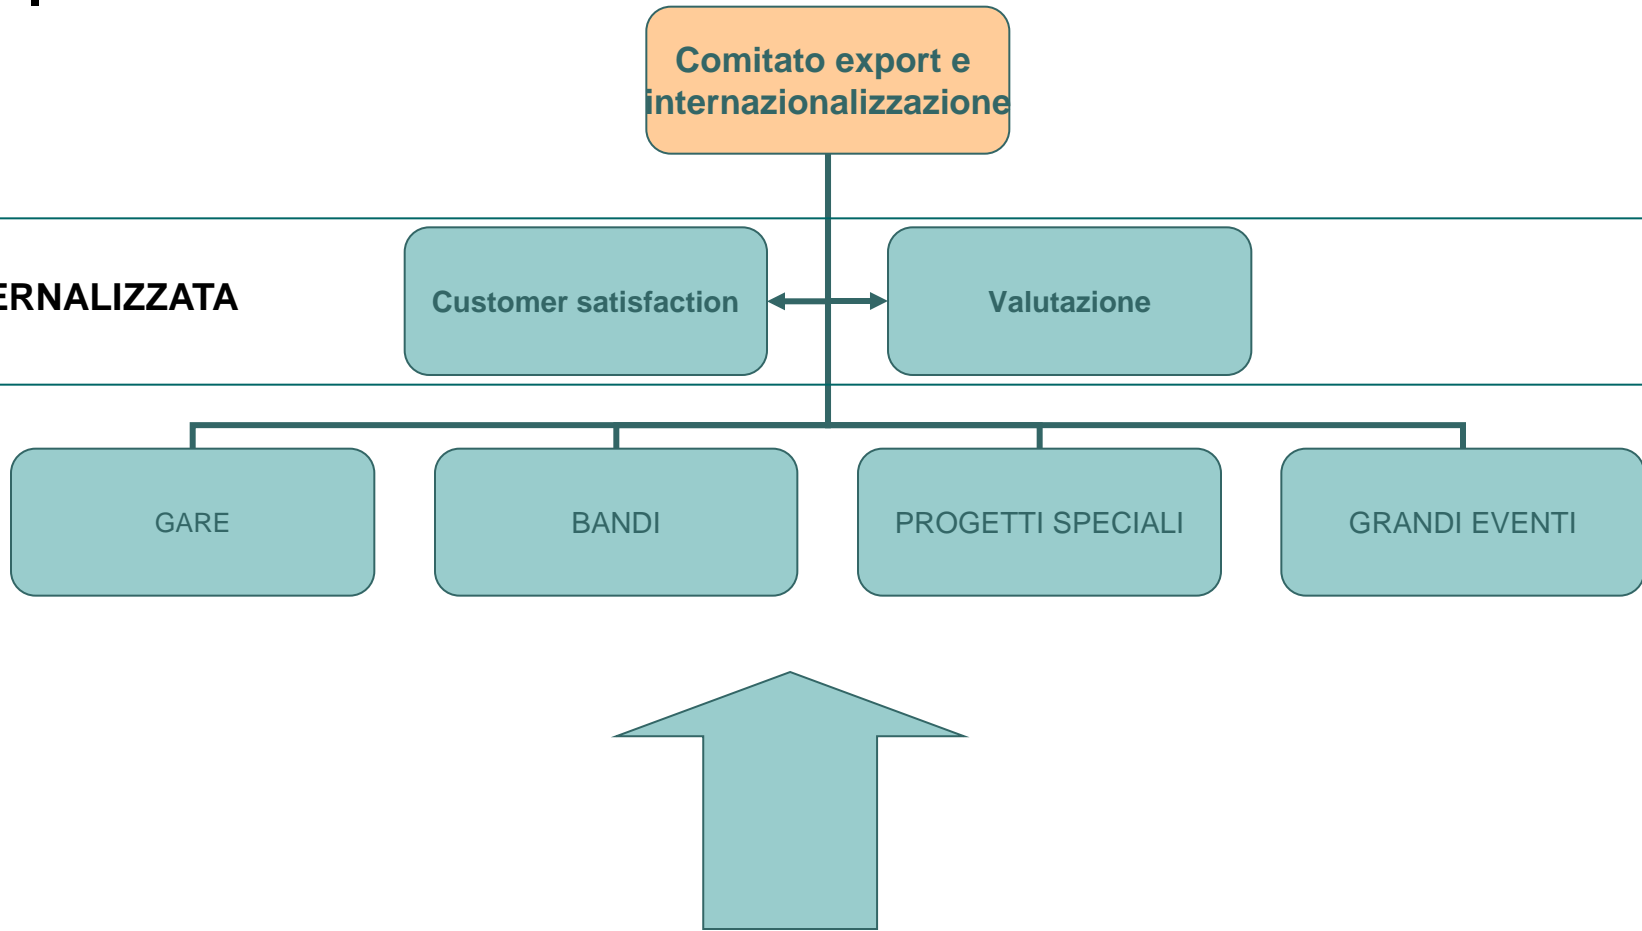 Comitato export e
internazionalizzazione
ERNALIZZATA
Customer satisfaction
Valutazione
GARE
BANDI
PROGETTI SPECIALI
GRANDI EVENTI